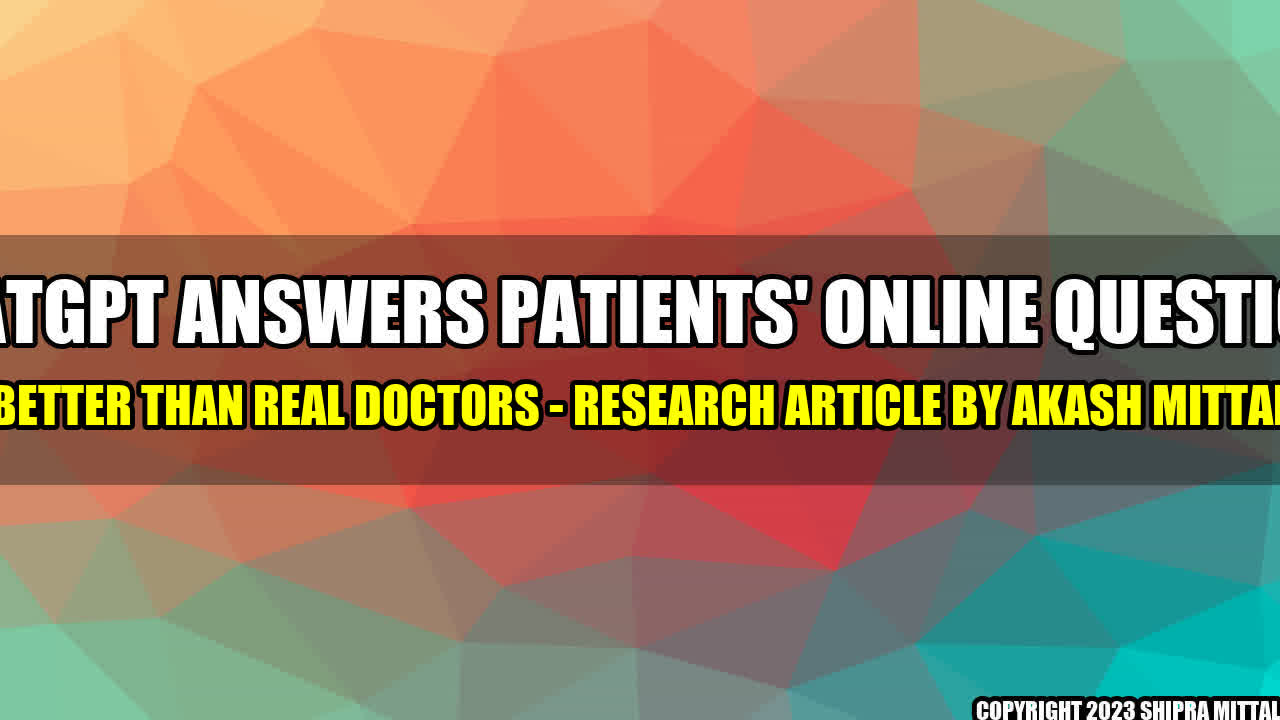 ATGPT ANSWERS PATIENTS' ONLINE QUESTIO
BETTER THAN REAL DOCTORS - RESEARCH ARTICLE BY AKASH MITTAL
COPYRIGHT 2023 SHIPRA MITTAL